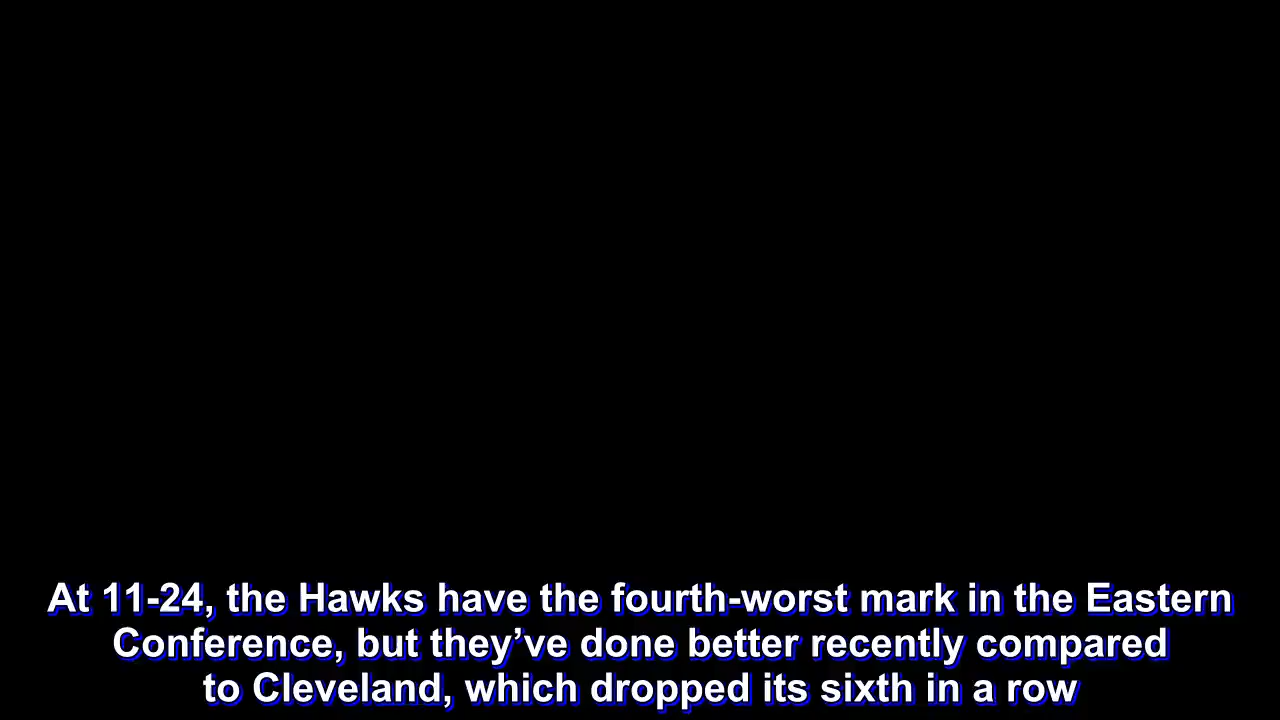 At 11-24, the Hawks have the fourth-worst mark in the Eastern
Conference, but they’ve done better recently compared
to Cleveland, which dropped its sixth in a row